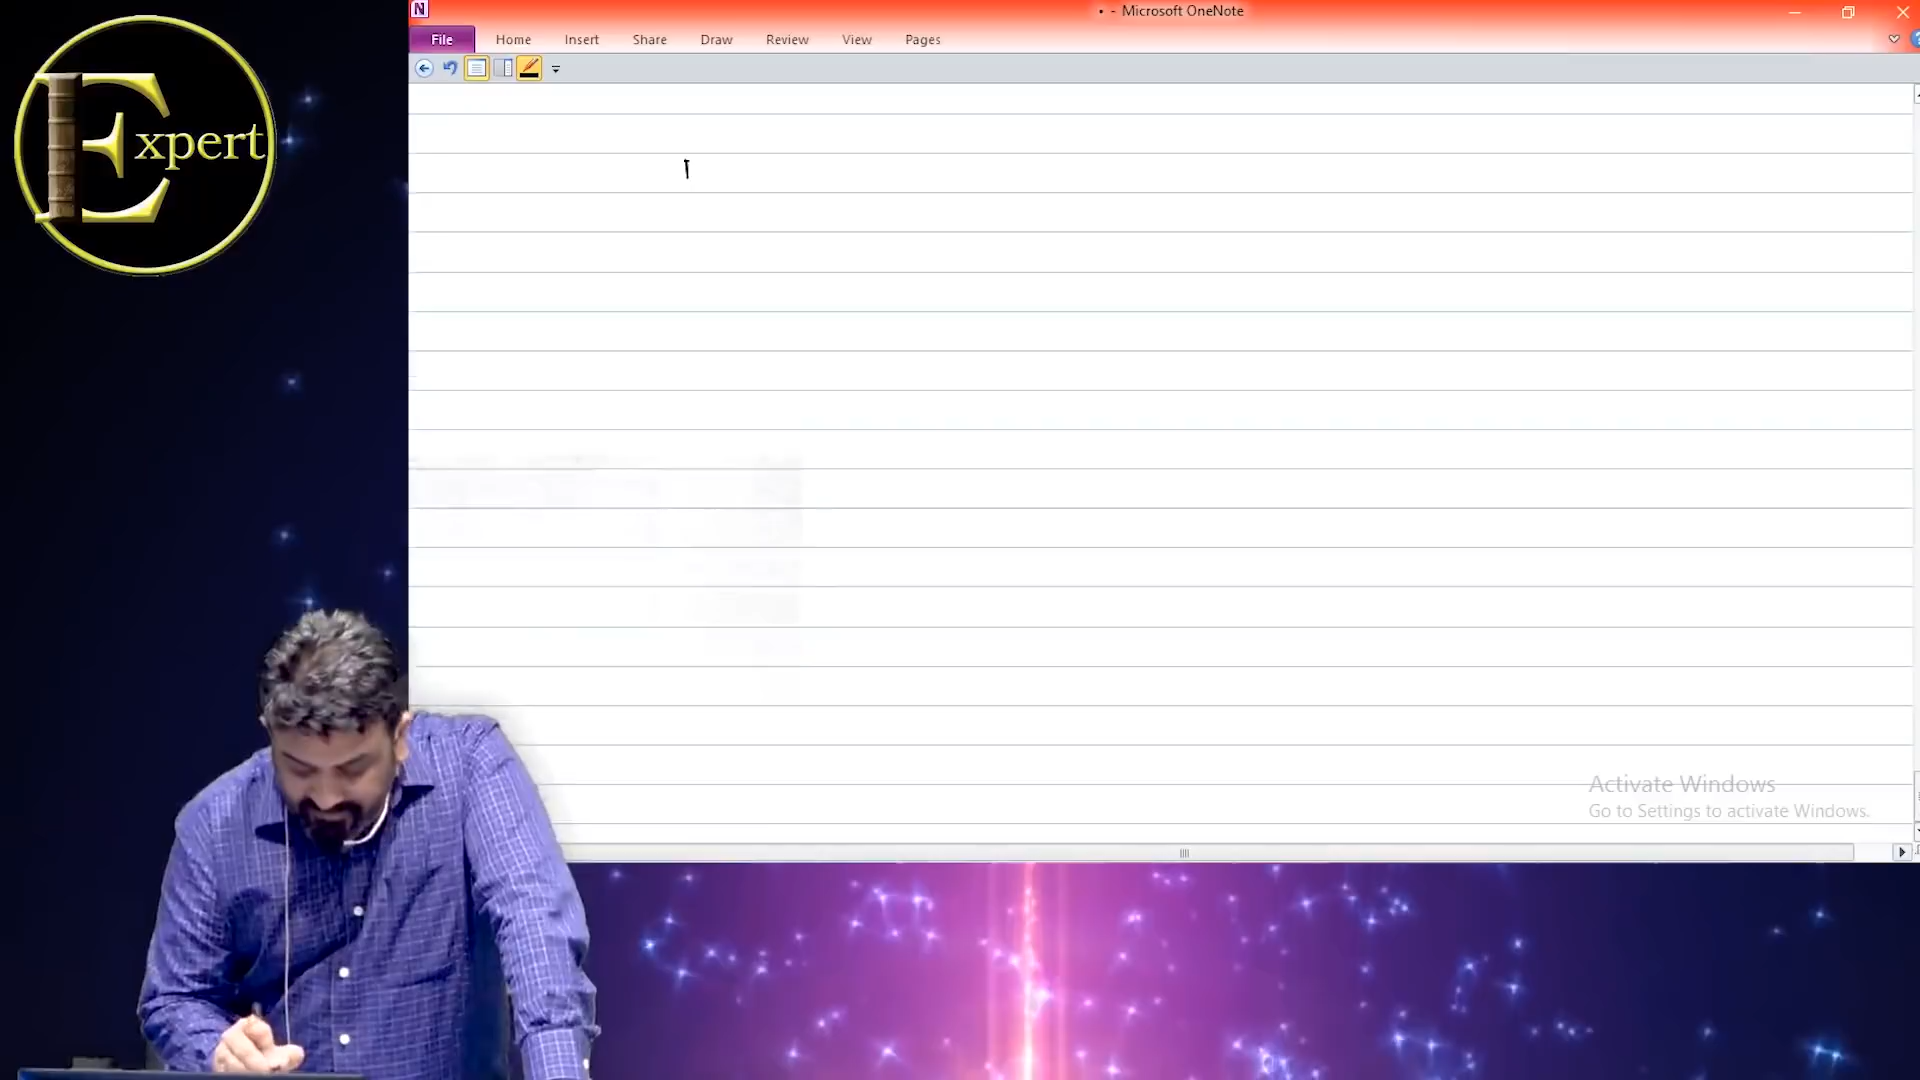 Expert
• - Microsoft OneNote
File Home Insert Share Draw Review View Pages
Activate Windows
Go to Settings to activate Windows.